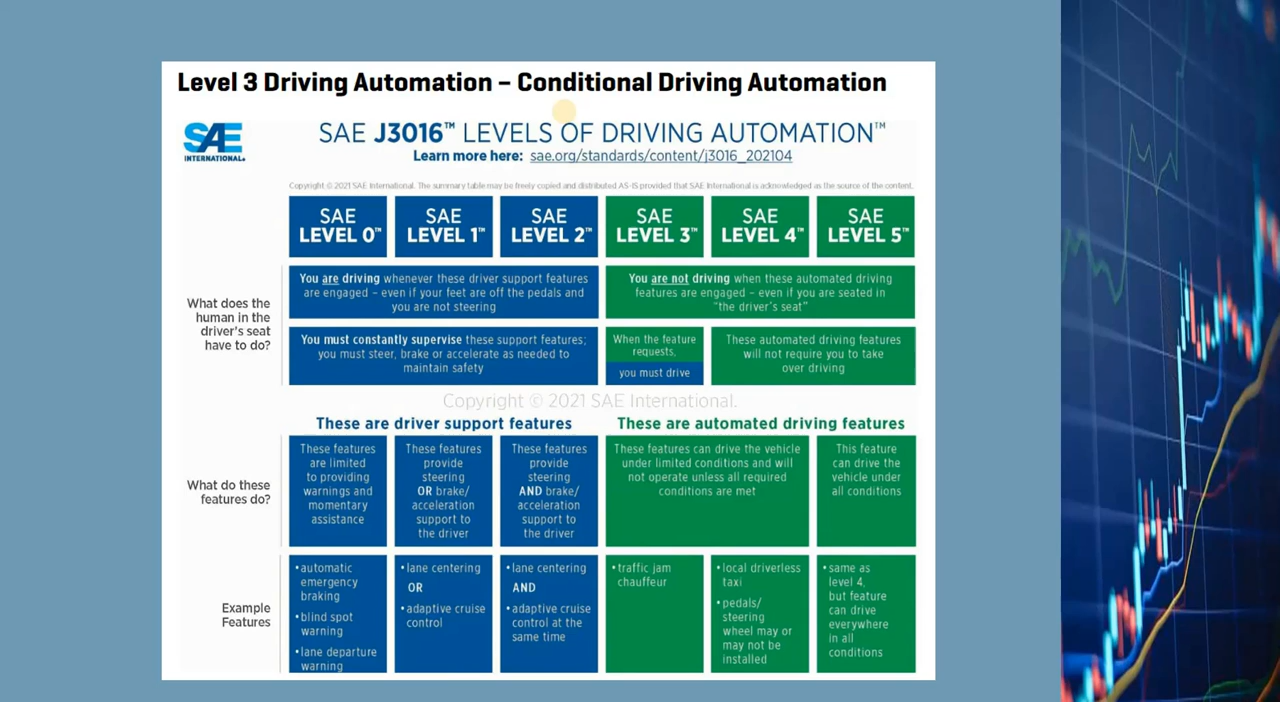 Level 3 Driving Automation – Conditional Driving Automation
SAE
INTERNATIONAL®
SAE J3016™ LEVELS OF DRIVING AUTOMATION™
Learn more here: sae.org/standards/content/j3016_202104
Copyright © 2021 SAE International. The summary table may be freely copied and distributed AS-IS provided that SAE International is acknowledged as the source of the content.
SAE
LEVEL 0™
SAE
LEVEL 1™
SAE
LEVEL 2™
SAE
LEVEL 3™
SAE
LEVEL 4™
SAE
LEVEL 5™
What does the
human in the
driver's seat
have to do?
You are driving whenever these driver support features
are engaged – even if your feet are off the pedals and
you are not steering
You are not driving when these automated driving
features are engaged – even if you are seated in
"the driver's seat"
You must constantly supervise these support features;
you must steer, brake or accelerate as needed to
maintain safety
When the feature
requests,
you must drive
These automated driving features
will not require you to take
over driving
Copyright © 2021 SAE International.
These are driver support features
These are automated driving features
What do these
features do?
These features
are limited
to providing
warnings and
momentary
assistance
These features
provide
steering
OR brake/
acceleration
support to
the driver
These features
provide
steering
AND brake/
acceleration
support to
the driver
These features can drive the vehicle
under limited conditions and will
not operate unless all required
conditions are met
This feature
can drive the
vehicle under
all conditions
Example
Features
•automatic
emergency
braking
•blind spot
warning
•lane departure
warning
•lane centering
OR
•adaptive cruise
control
•lane centering
AND
•adaptive cruise
control at the
same time
•traffic jam
chauffeur
•local driverless
taxi
•pedals/
steering
wheel may or
may not be
installed
•same as
level 4,
but feature
can drive
everywhere
in all
conditions